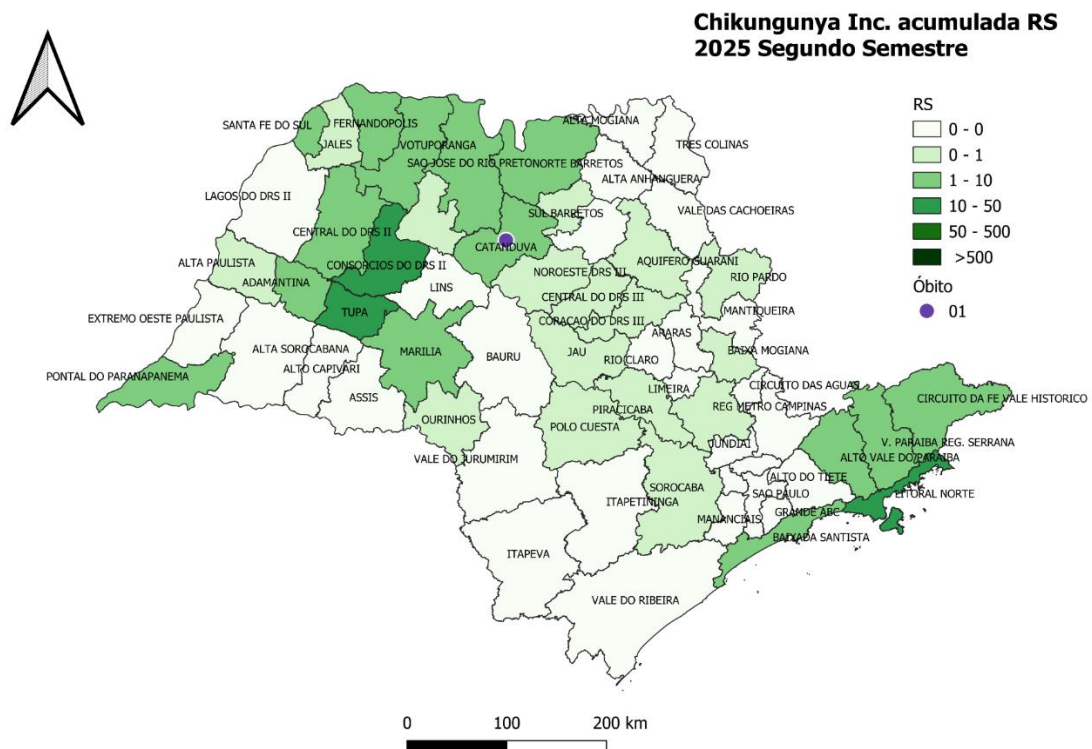 Chikungunya Inc. acumulada RS
2025 Segundo Semestre
RS
0 - 0
0 - 1
1 - 10
10 - 50
50 - 500
>500
Óbito
01
SANTA FE DO SUL
JALES
FERNANDOPOLIS
VOTUPORANGA
SAO JOSE DO RIO PRETO
NORTE BARRETOS
ALTA MOGIANA
TRES COLINAS
ALTA ANHANGUERA
LAGOS DO DRS II
CENTRAL DO DRS II
SUL BARRETOS
VALE DAS CACHOEIRAS
CATANDUVA
ALTA PAULISTA
CONSORCIOS DO DRS II
AQUIFERO GUARANI
NOROESTE DRS III
RIO PARDO
ADAMANTINA
LINS
CENTRAL DO DRS III
MANTIQUEIRA
EXTREMO OESTE PAULISTA
TUPA
CORACAO DO DRS III
ARARAS
ALTA SOROCABANA
MARILIA
BAURU
JAU
RIO CLARO
BAIXA MOGIANA
PONTAL DO PARANAPANEMA
ALTO CAPIVARI
ASSIS
LIMEIRA
CIRCUITO DAS AGUAS
CIRCUITO DA FE VALE HISTORICO
OURINHOS
POLO CUESTA
PIRACICABA
REG METRO CAMPINAS
JUNDIAI
V. PARAIBA REG. SERRANA
VALE DO JURUMIRIM
ALTO VALE DO PARAIBA
ALTO DO TIETE
SOROCABA
SAO PAULO
LITORAL NORTE
ITAPETININGA
MANANCIAIS
GRANDE ABC
BAIXADA SANTISTA
ITAPEVA
VALE DO RIBEIRA
0 100 200 km